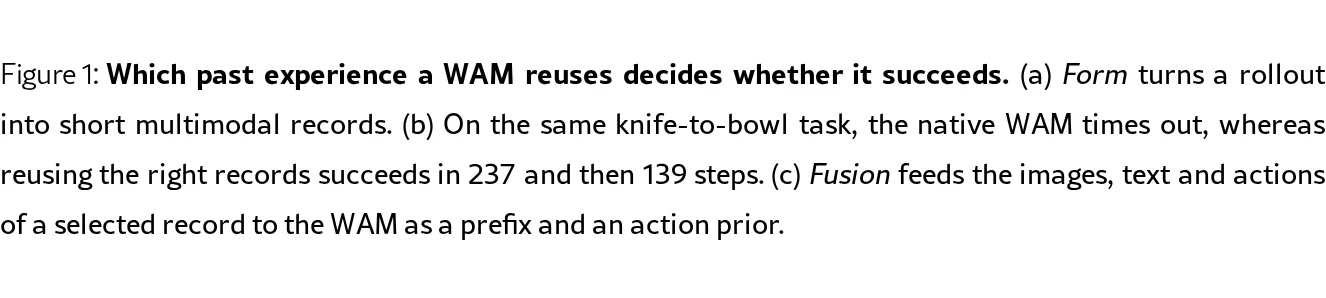 Figure 1: Which past experience a WAM reuses decides whether it succeeds. (a) Form turns a rollout
into short multimodal records. (b) On the same knife-to-bowl task, the native WAM times out, whereas
reusing the right records succeeds in 237 and then 139 steps. (c) Fusion feeds the images, text and actions
of a selected record to the WAM as a prefix and an action prior.